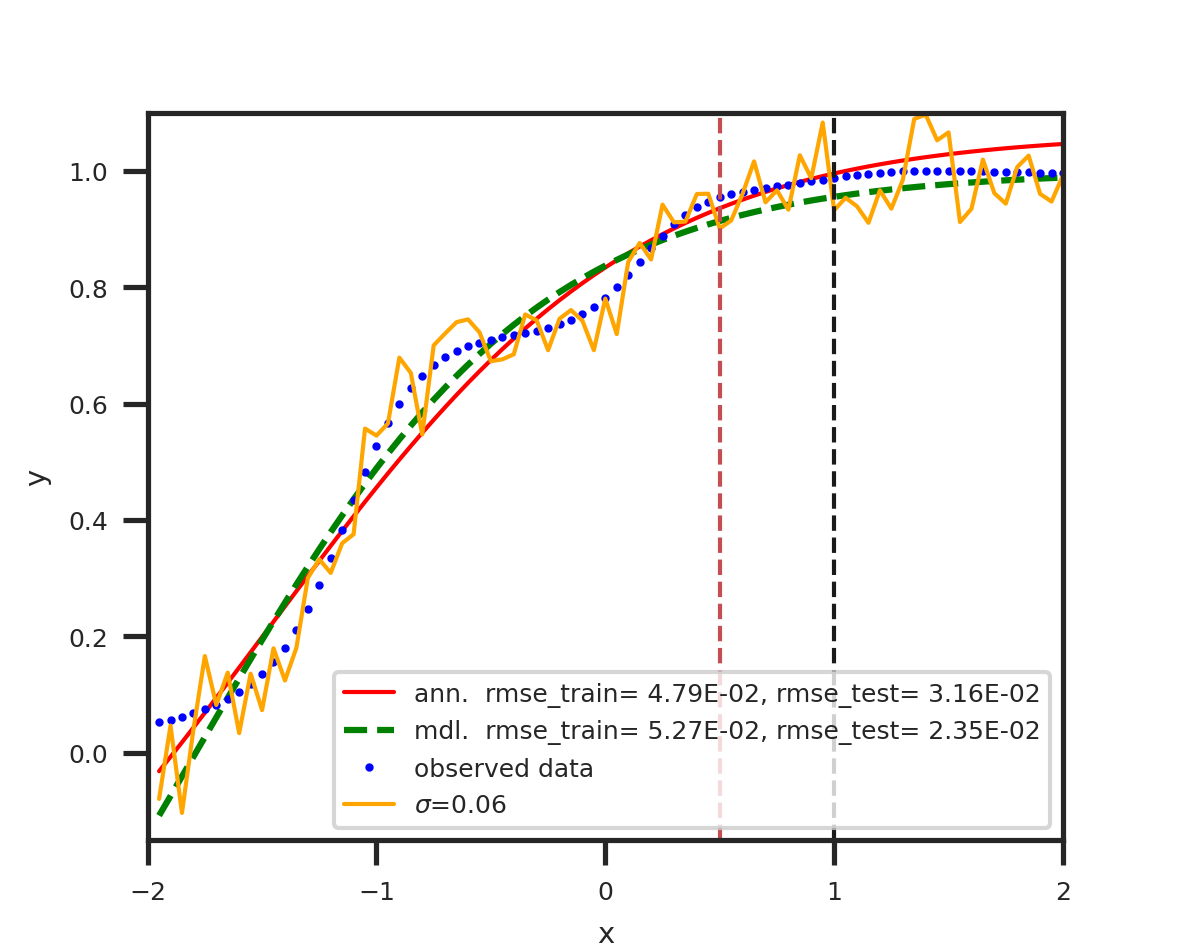 1.0
0.8
0.6
0.4
0.2
0.0
y
ann. rmse_train= 4.79E-02, rmse_test= 3.16E-02
mdl. rmse_train= 5.27E-02, rmse_test= 2.35E-02
observed data
σ=0.06
−2 −1 0 1 2
x